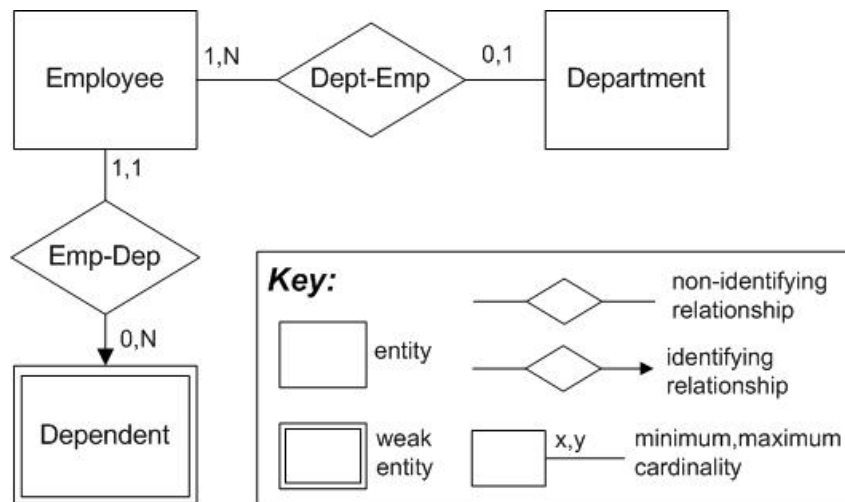 Employee
1,N
Dept-Emp
0,1
Department
1,1
Emp-Dep
0,N
Dependent
Key:
entity
weak
entity
non-identifying
relationship
identifying
relationship
x,y
minimum,maximum
cardinality